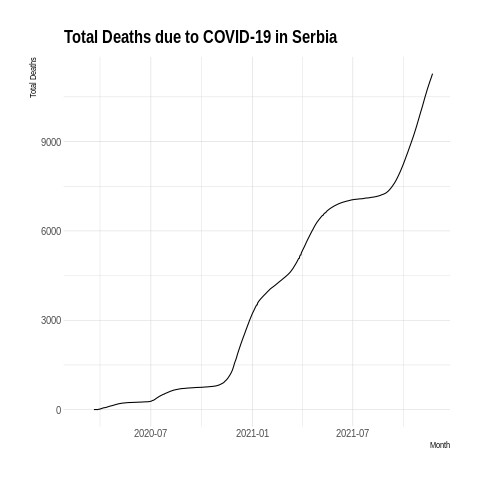 Total Deaths due to COVID-19 in Serbia
Total Deaths
9000
6000
3000
0
2020-07
2021-01
2021-07
Month